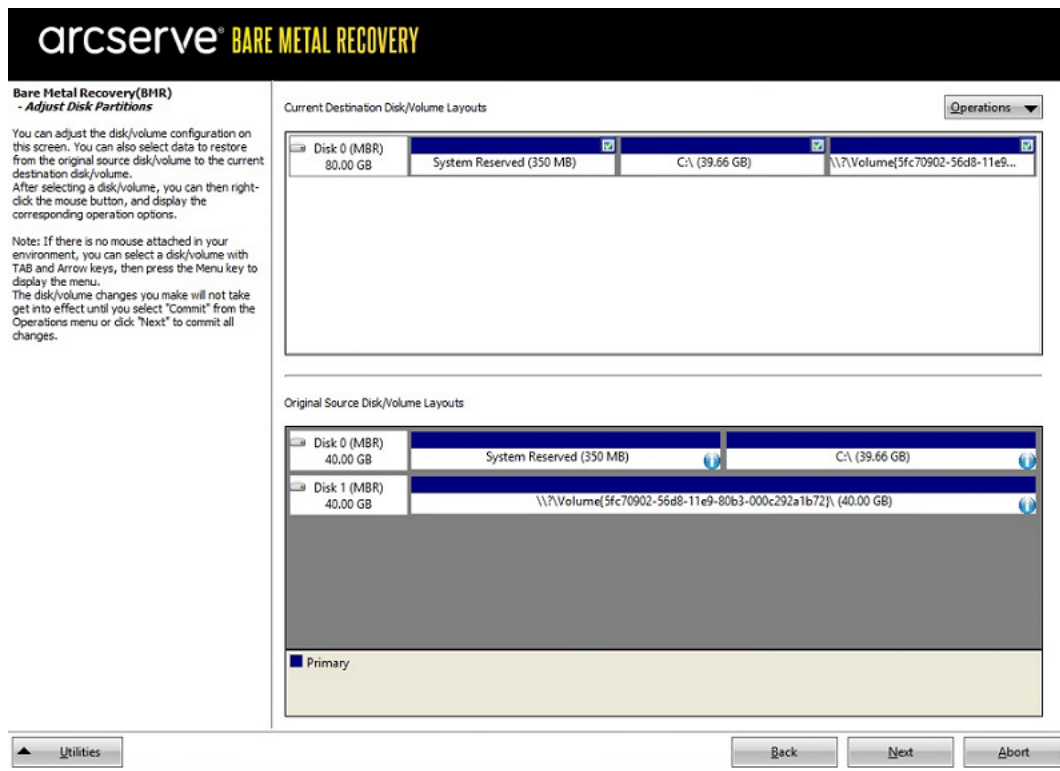 arcserve® BARE METAL RECOVERY
Bare Metal Recovery(BMR)
- Adjust Disk Partitions
You can adjust the disk/volume configuration on
this screen. You can also select data to restore
from the original source disk/volume to the current
destination disk/volume.
After selecting a disk/volume, you can then right-
click the mouse button, and display the
corresponding operation options.
Note: If there is no mouse attached in your
environment, you can select a disk/volume with
TAB and Arrow keys, then press the Menu key to
display the menu.
The disk/volume changes you make will not take
get into effect until you select "Commit" from the
Operations menu or click "Next" to commit all
changes.
Current Destination Disk/Volume Layouts
Operations
Disk 0 (MBR)
80.00 GB
System Reserved (350 MB)
C:\ (39.66 GB)
\\?\Volume{5fc70902-56d8-11e9...
Original Source Disk/Volume Layouts
Disk 0 (MBR)
40.00 GB
System Reserved (350 MB)
C:\ (39.66 GB)
Disk 1 (MBR)
40.00 GB
\\?\Volume{5fc70902-56d8-11e9-80b3-000c292a1b72}\ (40.00 GB)
Primary
Utilities
Back
Next
Abort